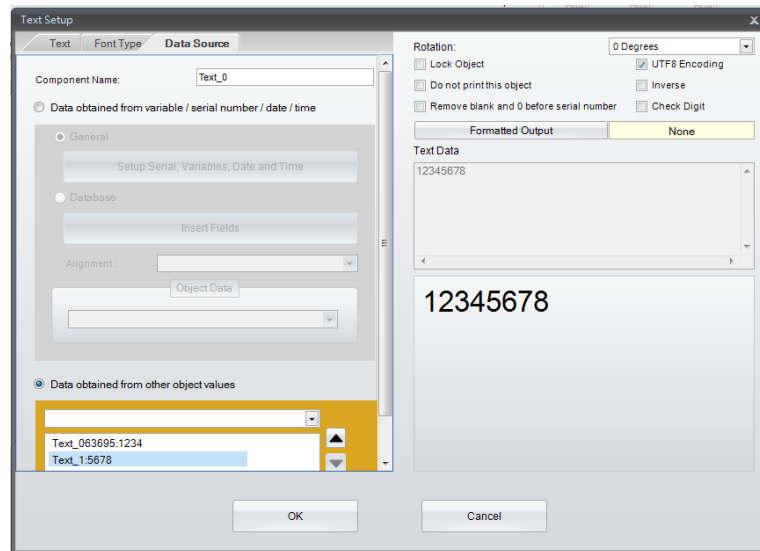 Text Setup
X
Text
Font Type
Data Source
Component Name:
Text_0
Data obtained from variable / serial number / date / time
General
Setup Serial, Variables, Date and Time
Database
Insert Fields
Alignment :
Object Data
Data obtained from other object values
Text_063695:1234
Text_1:5678
Rotation:
0 Degrees
Lock Object
UTF8 Encoding
Do not print this object
Inverse
Remove blank and 0 before serial number
Check Digit
Formatted Output
None
Text Data
12345678
12345678
OK
Cancel